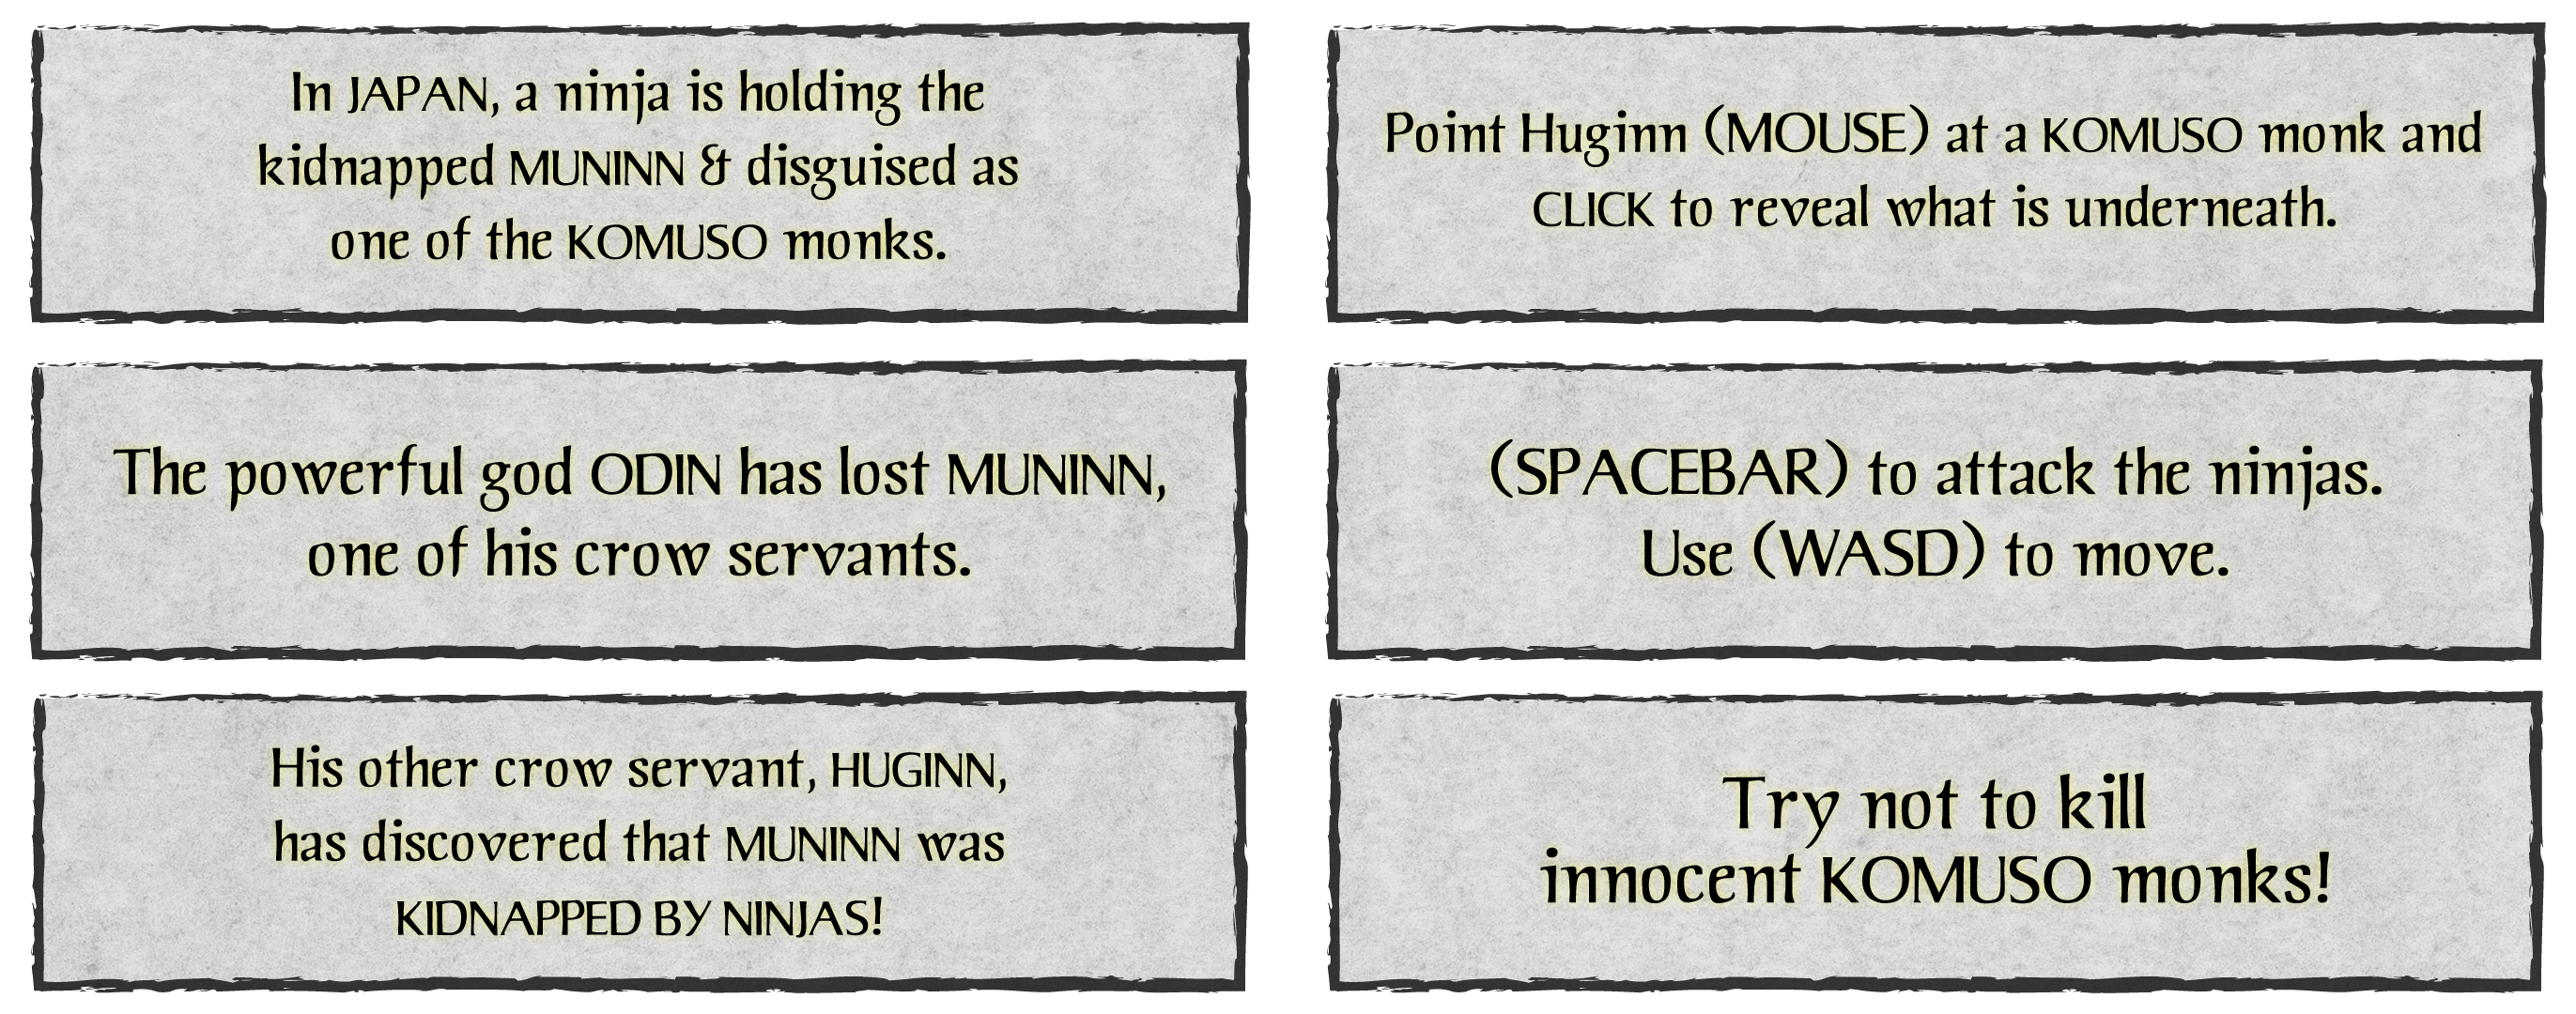 In JAPAN, a ninja is holding the
kidnapped MUNINN & disguised as
one of the KOMUSO monks.
Point Huginn (MOUSE) at a KOMUSO monk and
CLICK to reveal what is underneath.
The powerful god ODIN has lost MUNINN,
one of his crow servants.
(SPACEBAR) to attack the ninjas.
Use (WASD) to move.
His other crow servant, HUGINN,
has discovered that MUNINN was
KIDNAPPED BY NINJAS!
Try not to kill
innocent KOMUSO monks!